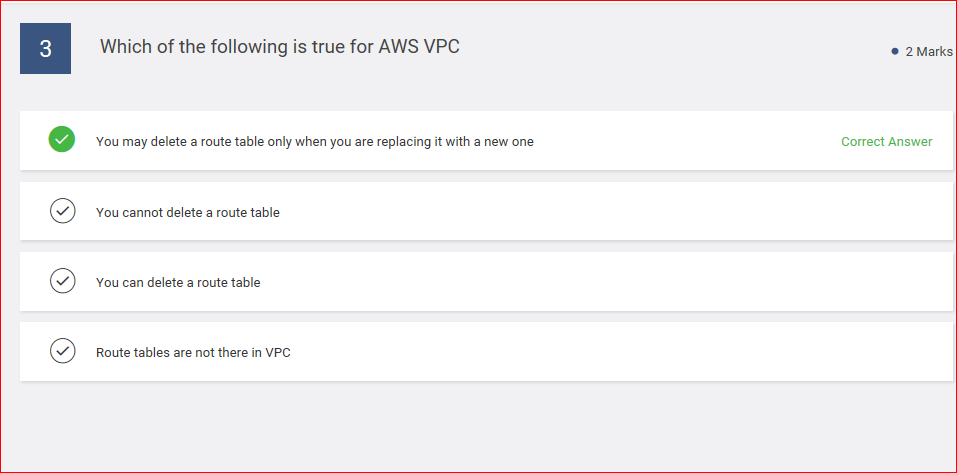 3
Which of the following is true for AWS VPC
2 Marks
You may delete a route table only when you are replacing it with a new one
Correct Answer
You cannot delete a route table
You can delete a route table
Route tables are not there in VPC